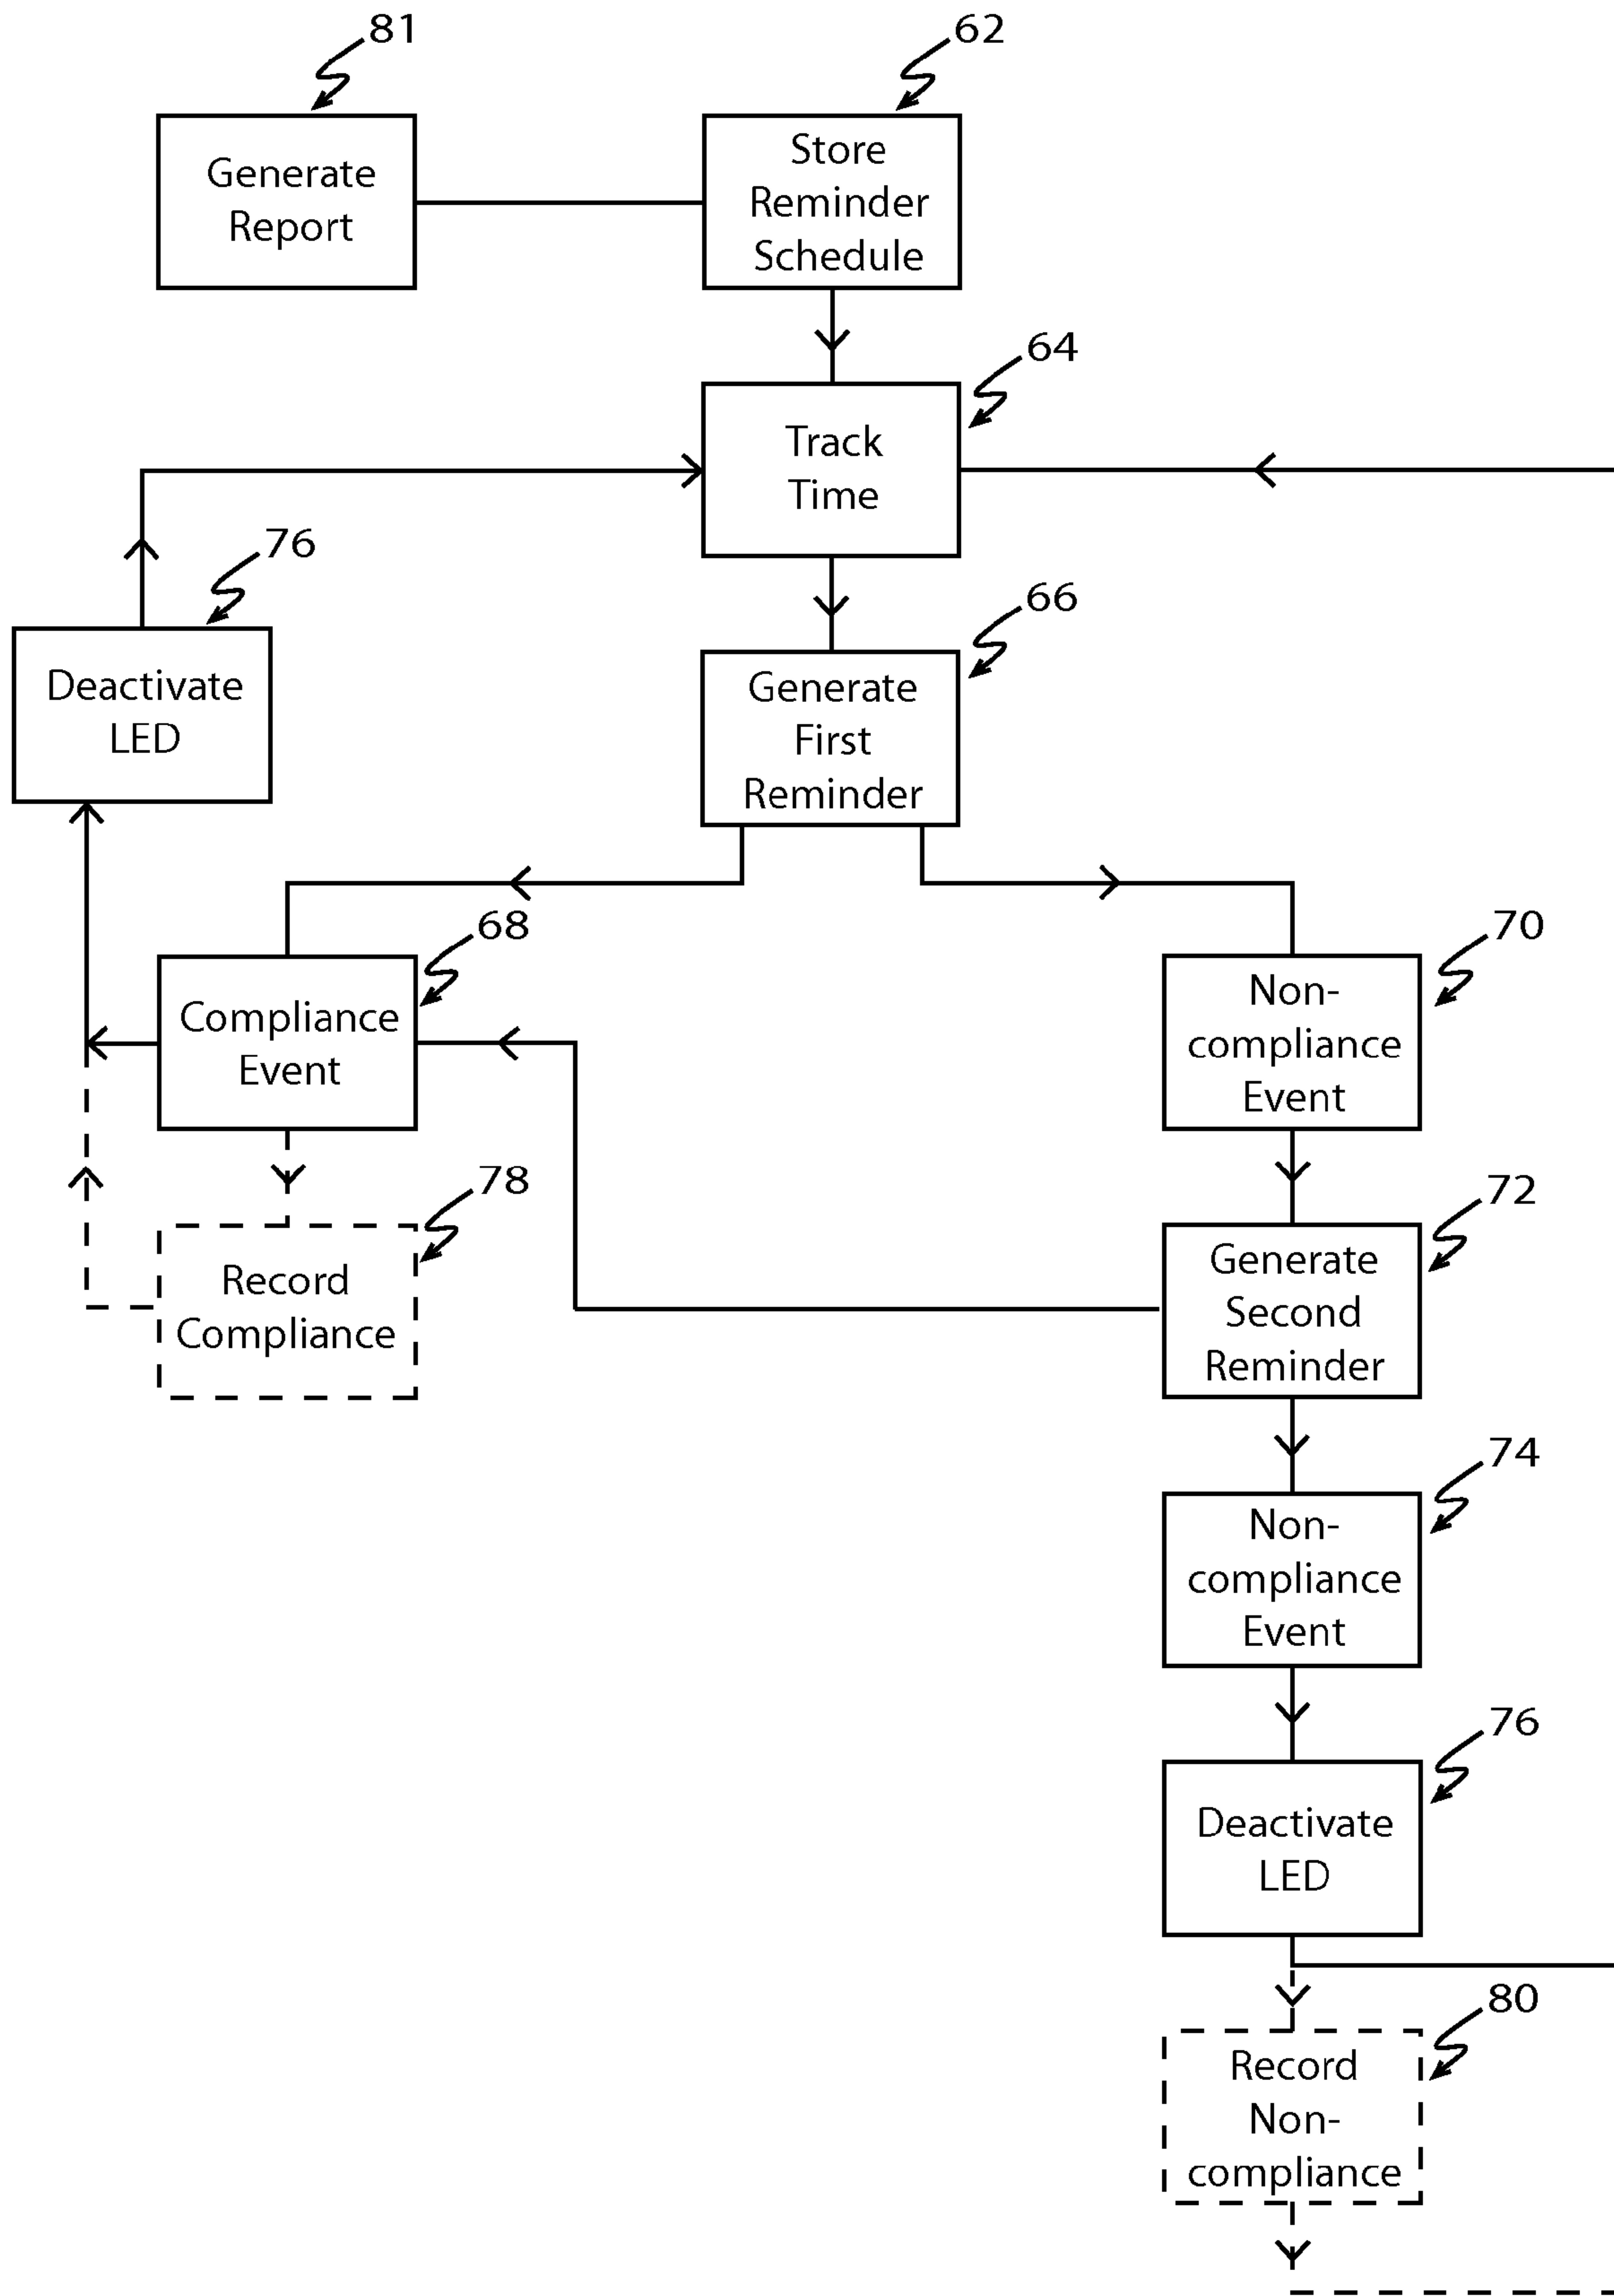 81
62
Generate
Report
Store
Reminder
Schedule
64
Track
Time
76
Deactivate
LED
66
Generate
First
Reminder
68
Compliance
Event
70
Non-
compliance
Event
78
Record
Compliance
72
Generate
Second
Reminder
74
Non-
compliance
Event
76
Deactivate
LED
80
Record
Non-
compliance